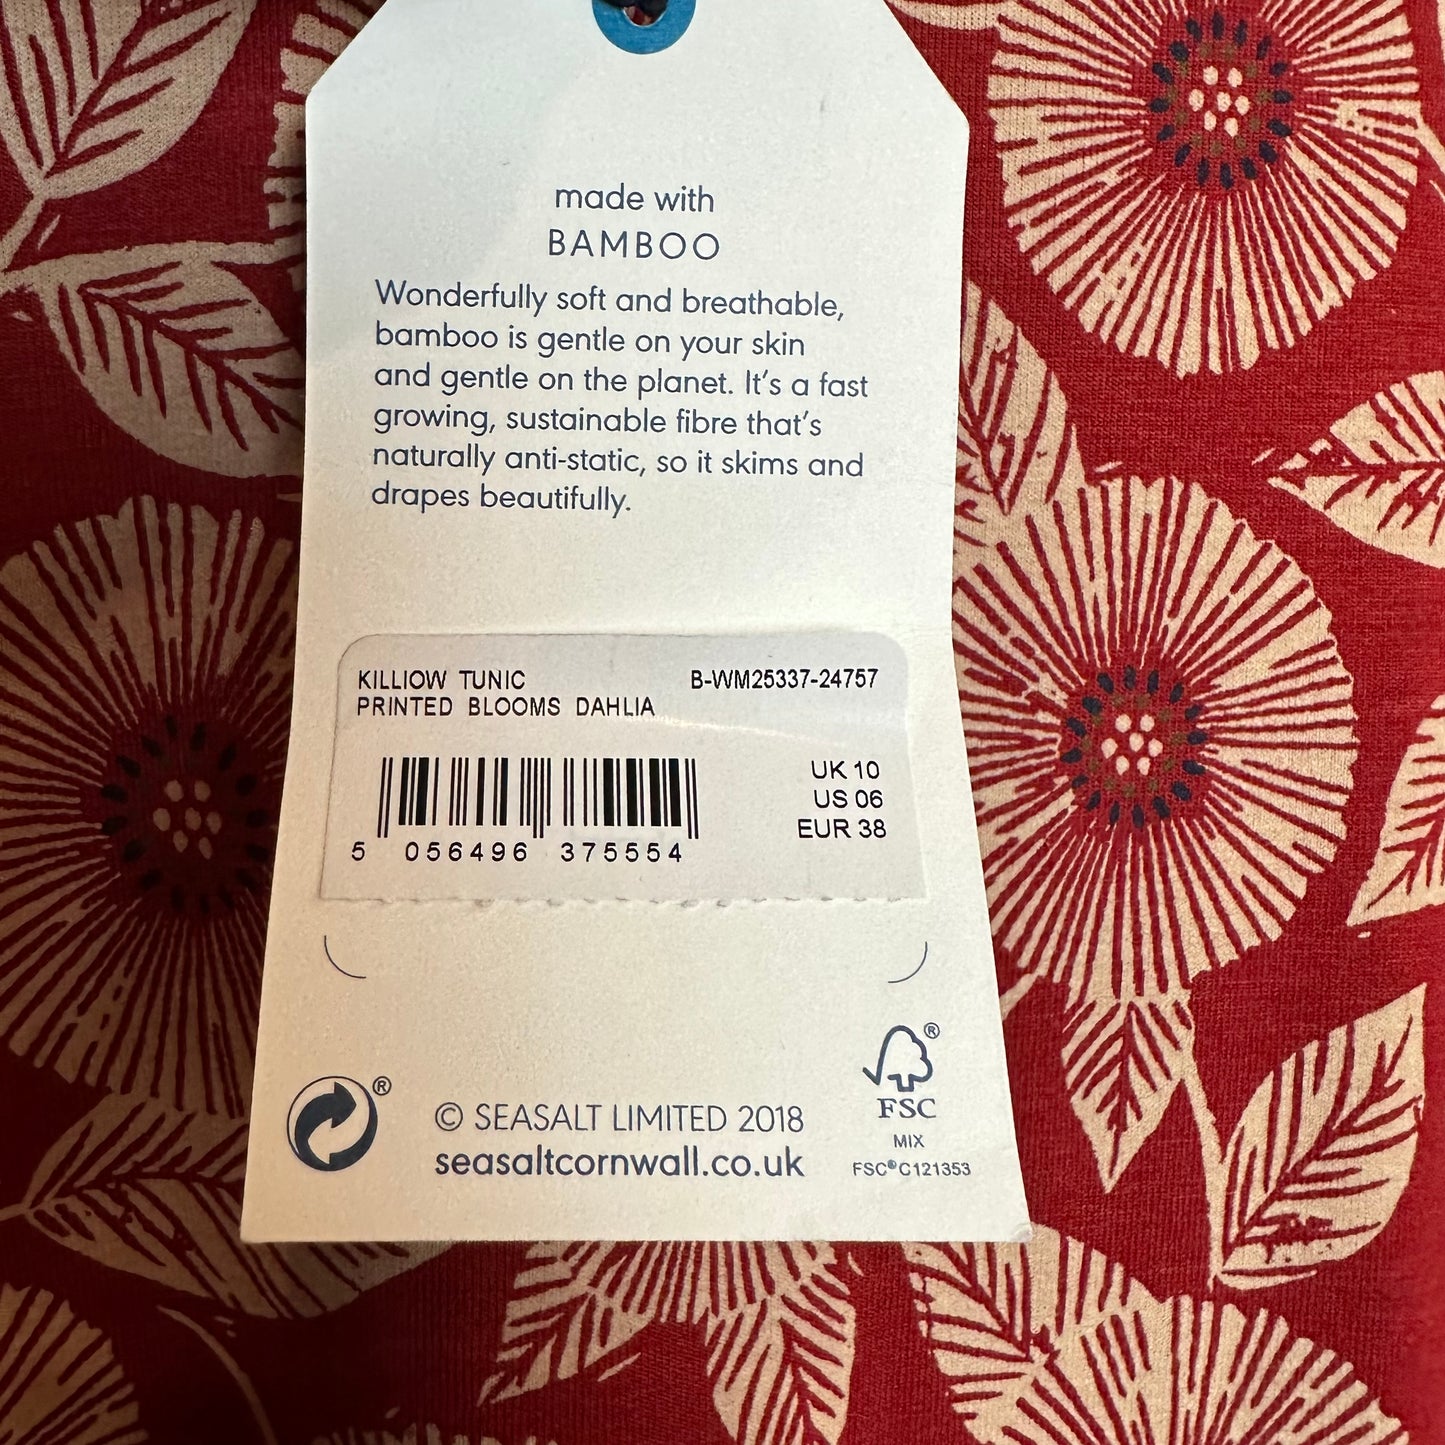 made with
BAMBOO
Wonderfully soft and breathable,
bamboo is gentle on your skin
and gentle on the planet. It's a fast
growing, sustainable fibre that's
naturally anti-static, so it skims and
drapes beautifully.
KILLIOW TUNIC B-WM25337-24757
PRINTED BLOOMS DAHLIA
UK 10
US 06
EUR 38
5 056496 375554
® © SEASALT LIMITED 2018
seasaltcornwall.co.uk
®
FSC
MIX
FSC® C121353